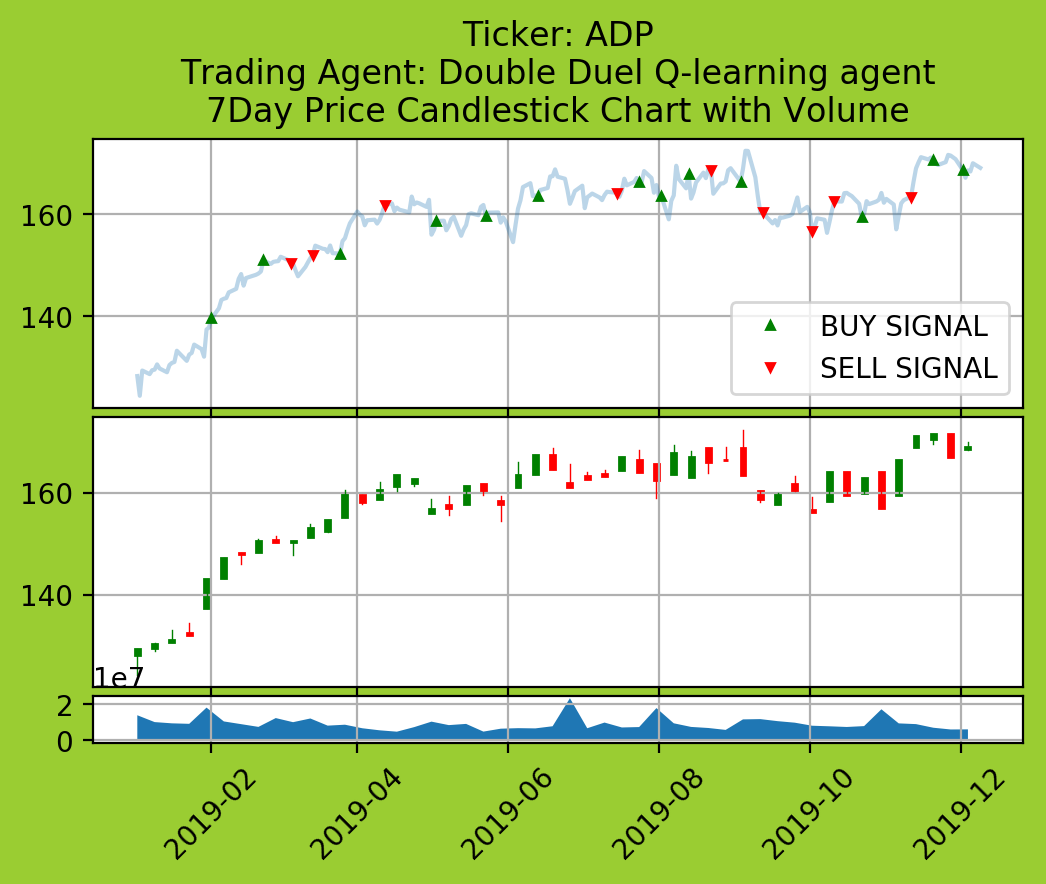 Ticker: ADP
Trading Agent: Double Duel Q-learning agent
7Day Price Candlestick Chart with Volume
160
140
BUY SIGNAL
SELL SIGNAL
160
140
1e7
2
0
2019-02
2019-04
2019-06
2019-08
2019-10
2019-12